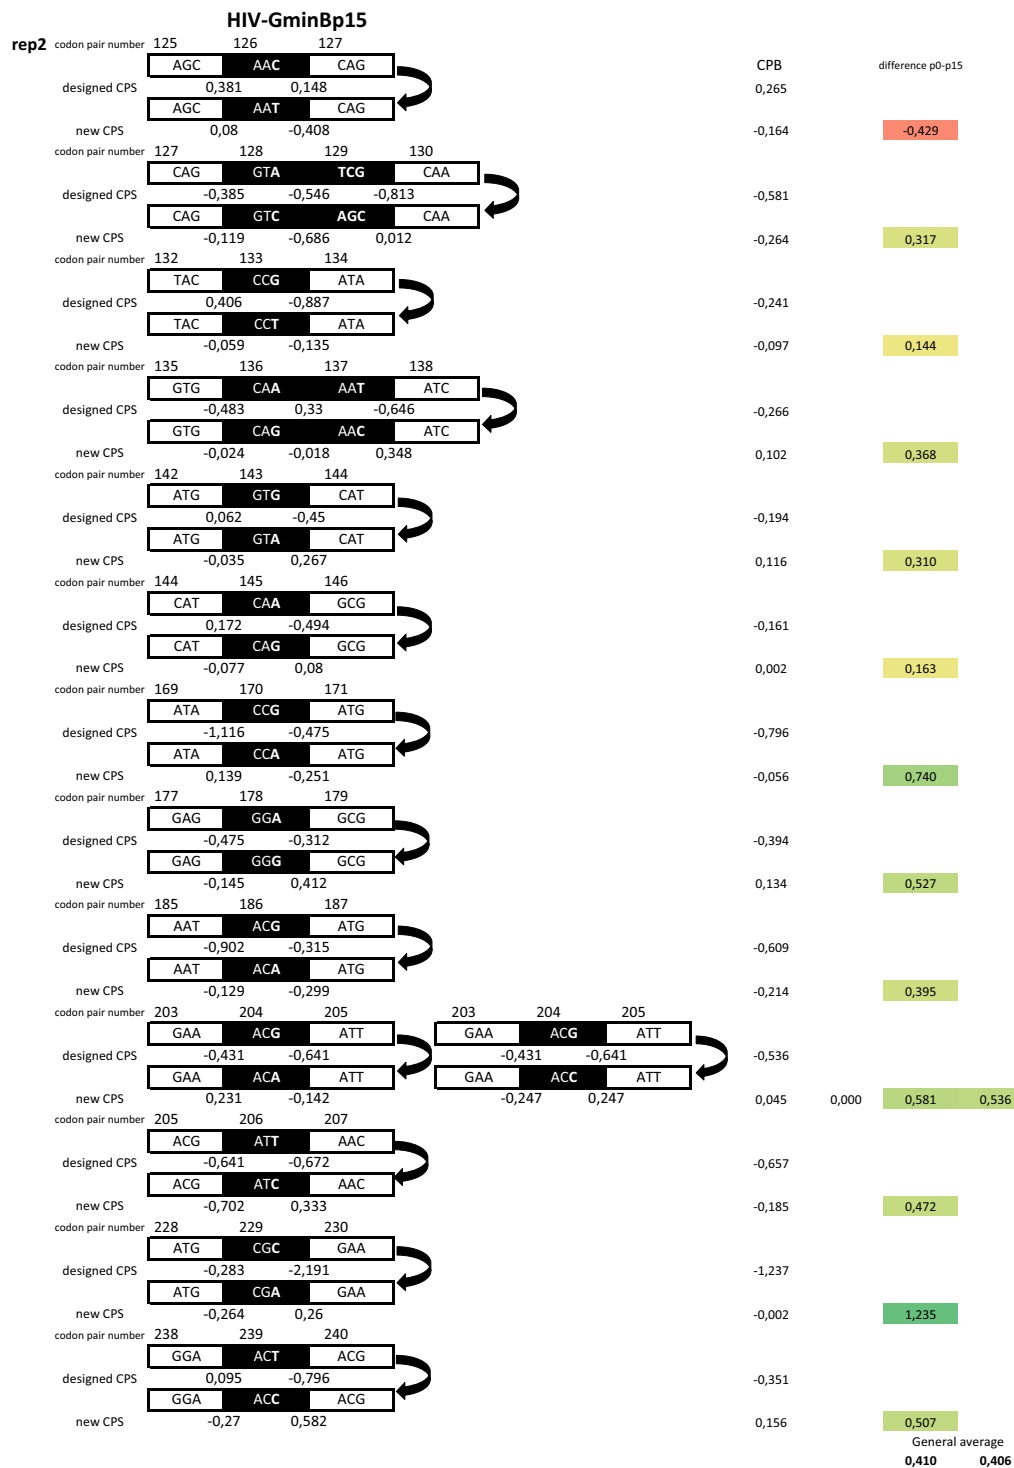 HIV-GminBp15
rep2 codon pair number 125 126 127
AGC AAC CAG CPB difference p0-p15
designed CPS 0,381 0,148 0,265
AGC AAT CAG
new CPS 0,08 -0,408 -0,164 -0,429
codon pair number 127 128 129 130
CAG GTA TCG CAA
designed CPS -0,385 -0,546 -0,813 -0,581
CAG GTC AGC CAA
new CPS -0,119 -0,686 0,012 -0,264 0,317
codon pair number 132 133 134
TAC CCG ATA
designed CPS 0,406 -0,887 -0,241
TAC CCT ATA
new CPS -0,059 -0,135 -0,097 0,144
codon pair number 135 136 137 138
GTG CAA AAT ATC
designed CPS -0,483 0,33 -0,646 -0,266
GTG CAG AAC ATC
new CPS -0,024 -0,018 0,348 0,102 0,368
codon pair number 142 143 144
ATG GTG CAT
designed CPS 0,062 -0,45 -0,194
ATG GTA CAT
new CPS -0,035 0,267 0,116 0,310
codon pair number 144 145 146
CAT CAA GCG
designed CPS 0,172 -0,494 -0,161
CAT CAG GCG
new CPS -0,077 0,08 0,002 0,163
codon pair number 169 170 171
ATA CCG ATG
designed CPS -1,116 -0,475 -0,796
ATA CCA ATG
new CPS 0,139 -0,251 -0,056 0,740
codon pair number 177 178 179
GAG GGA GCG
designed CPS -0,475 -0,312 -0,394
GAG GGG GCG
new CPS -0,145 0,412 0,134 0,527
codon pair number 185 186 187
AAT ACG ATG
designed CPS -0,902 -0,315 -0,609
AAT ACA ATG
new CPS -0,129 -0,299 -0,214 0,395
codon pair number 203 204 205 203 204 205
GAA ACG ATT GAA ACG ATT
designed CPS -0,431 -0,641 -0,431 -0,641 -0,536
GAA ACA ATT GAA ACC ATT
new CPS 0,231 -0,142 -0,247 0,247 0,045 0,000 0,581 0,536
codon pair number 205 206 207
ACG ATT AAC
designed CPS -0,641 -0,672 -0,657
ACG ATC AAC
new CPS -0,702 0,333 -0,185 0,472
codon pair number 228 229 230
ATG CGC GAA
designed CPS -0,283 -2,191 -1,237
ATG CGA GAA
new CPS -0,264 0,26 -0,002 1,235
codon pair number 238 239 240
GGA ACT ACG
designed CPS 0,095 -0,796 -0,351
GGA ACC ACG
new CPS -0,27 0,582 0,156 0,507
General average
0,410 0,406